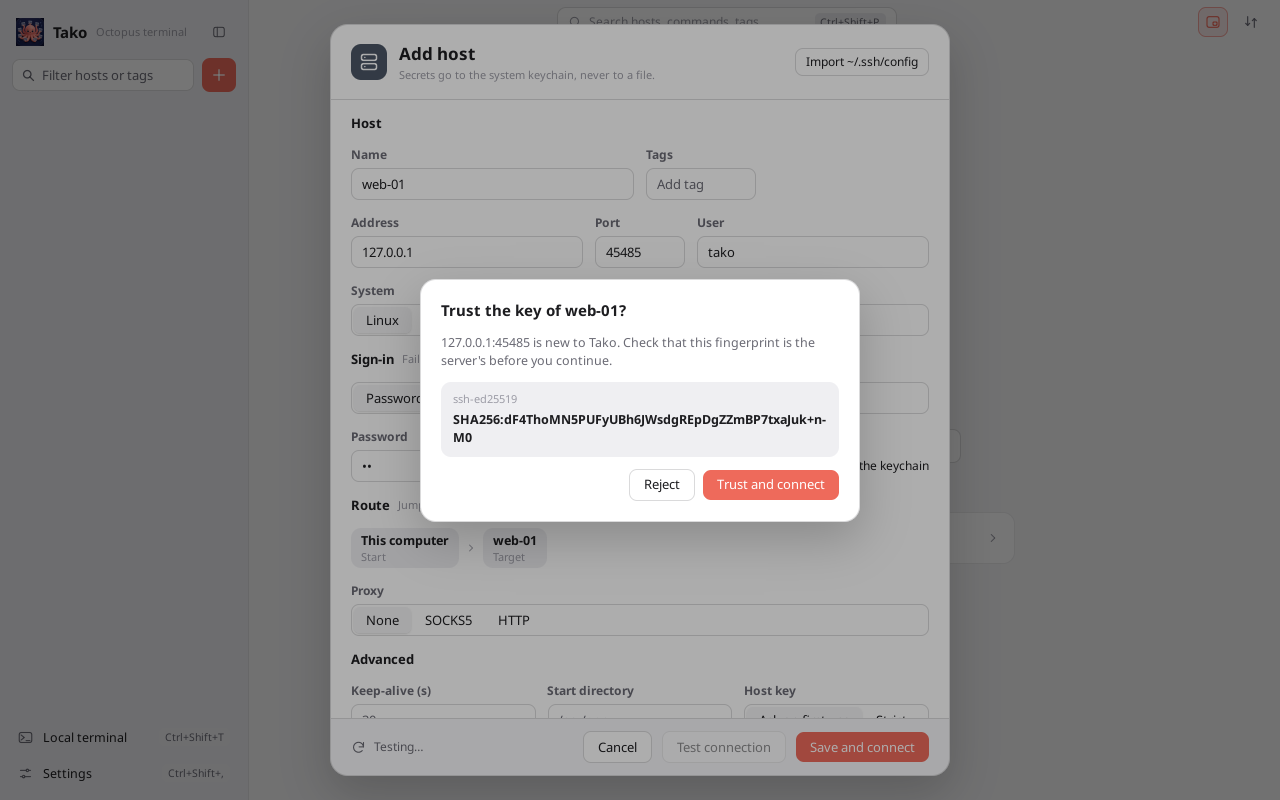 Tako Octopus terminal
Filter hosts or tags
Search hosts, commands, tags
Ctrl+Shift+P
Add host
Secrets go to the system keychain, never to a file.
Import ~/.ssh/config
Host
Name
Tags
web-01
Add tag
Address
Port
User
127.0.0.1
45485
tako
System
Linux
Sign-in
Password
Password
••
the keychain
Trust the key of web-01?
127.0.0.1:45485 is new to Tako. Check that this fingerprint is the
server's before you continue.
ssh-ed25519
SHA256:dF4ThoMN5PUFyUBh6JWsdgREpDgZZmBP7txaJuk+n-
M0
Reject
Trust and connect
Route
This computer
Start
web-01
Target
Proxy
None
SOCKS5
HTTP
Advanced
Keep-alive (s)
Start directory
Host key
Testing...
Cancel
Test connection
Save and connect
Local terminal
Ctrl+Shift+T
Settings
Ctrl+Shift+,